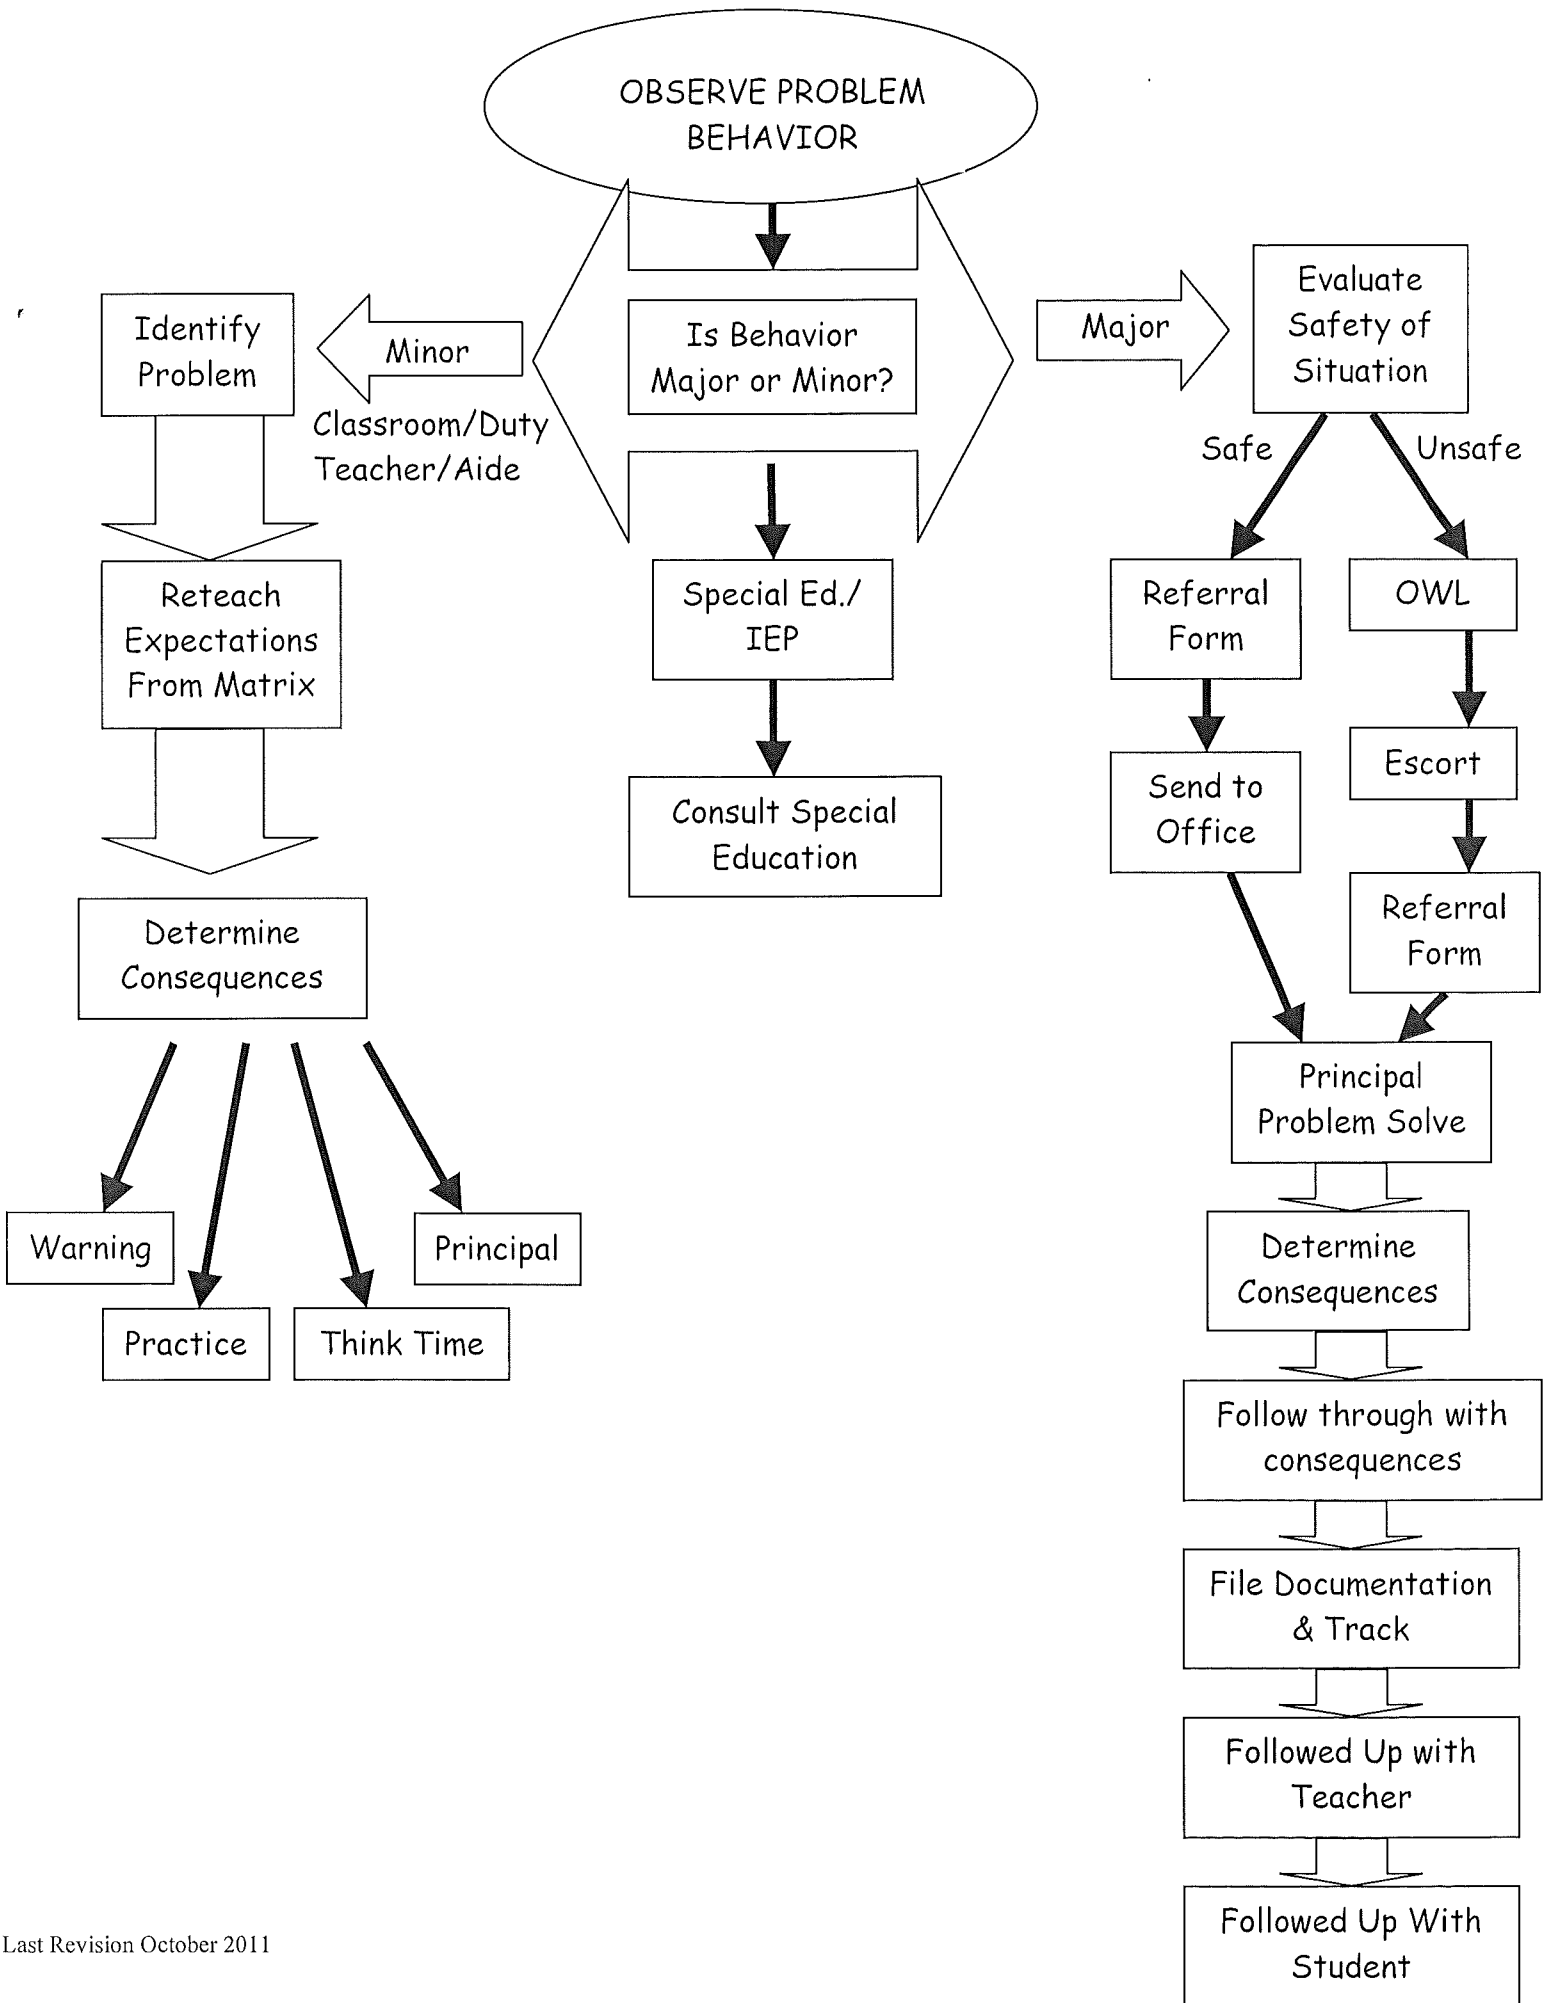 OBSERVE PROBLEM
BEHAVIOR
Is Behavior
Major or Minor?
Minor
Classroom/Duty
Teacher/Aide
Identify
Problem
Reteach
Expectations
From Matrix
Determine
Consequences
Warning
Practice
Think Time
Principal
Special Ed./
IEP
Consult Special
Education
Major
Evaluate
Safety of
Situation
Safe
Unsafe
Referral
Form
Send to
Office
OWL
Escort
Referral
Form
Principal
Problem Solve
Determine
Consequences
Follow through with
consequences
File Documentation
& Track
Followed Up with
Teacher
Followed Up With
Student
Last Revision October 2011